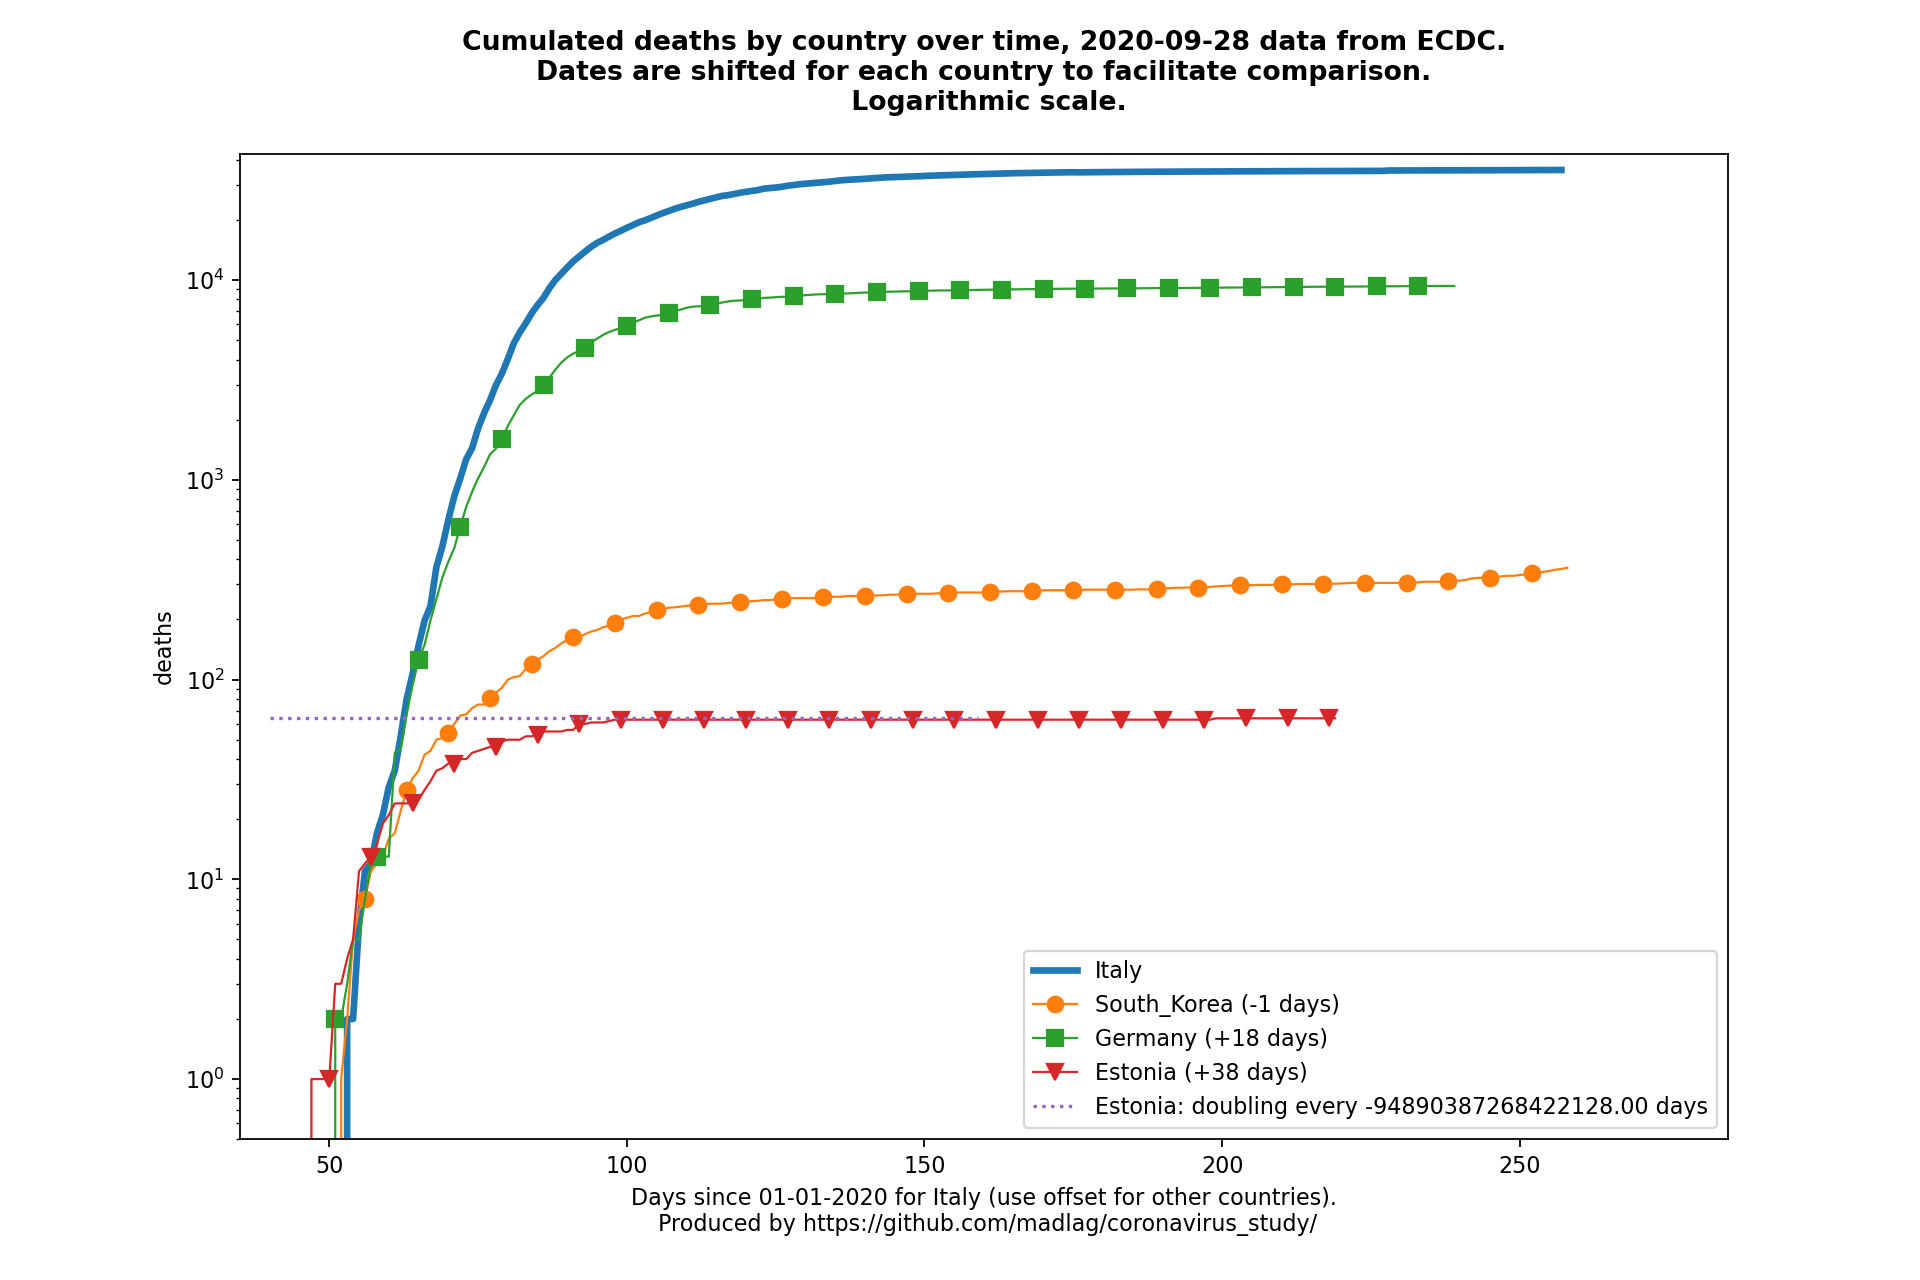 Cumulated deaths by country over time, 2020-09-28 data from ECDC.
Dates are shifted for each country to facilitate comparison.
Logarithmic scale.
deaths
10^4
10^3
10^2
10^1
10^0
50 100 150 200 250
Italy
South_Korea (-1 days)
Germany (+18 days)
Estonia (+38 days)
Estonia: doubling every -94890387268422128.00 days
Days since 01-01-2020 for Italy (use offset for other countries).
Produced by https://github.com/madlag/coronavirus_study/